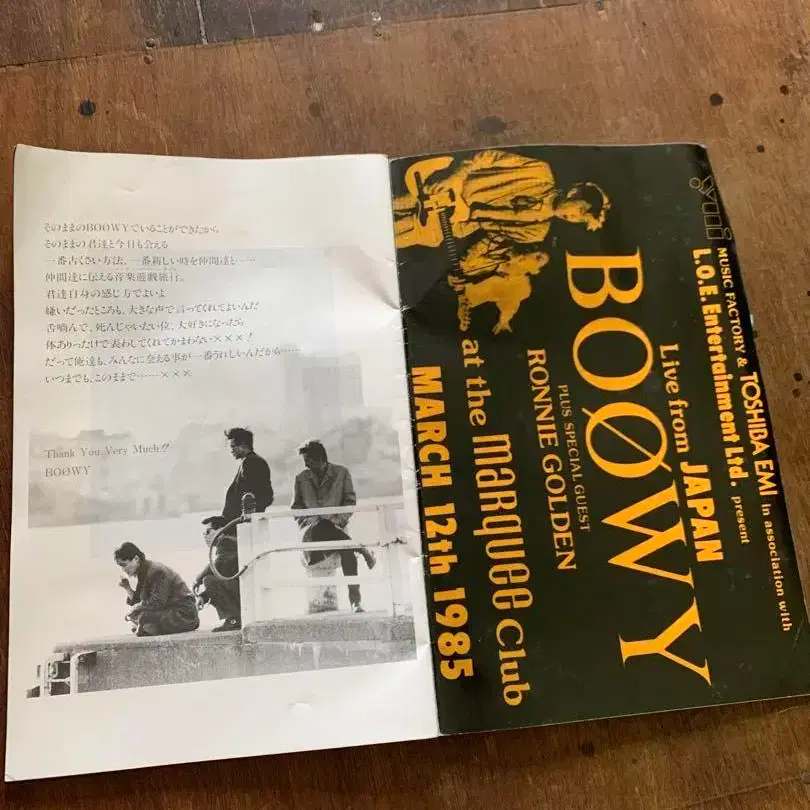 そのままのBOØWYでいることができたから
そのままの君達と今日も会える
一番古くさい方法、一番新しい時を仲間達と……
仲間達に伝える音楽遊戯旅行。
君達自身の感じ方でよいよ
嫌いだったところも、大きな声で言ってくれてよいんだ
舌噛んで、死んじゃいたい位、大好きになったら
体ありったけで表わしてくれてかまわない×××!
だって俺達も、みんなに会える事が一番うれしいんだから……
いつまでも、このままで……×××
Thank You Very Much!!
BOØWY
MUSIC FACTORY & TOSHIBA EMI in association with
L.O.E. Entertainment Ltd. present
Live from JAPAN
BOØWY
PLUS SPECIAL GUEST
RONNIE GOLDEN
at the marquee Club
MARCH 12th 1985